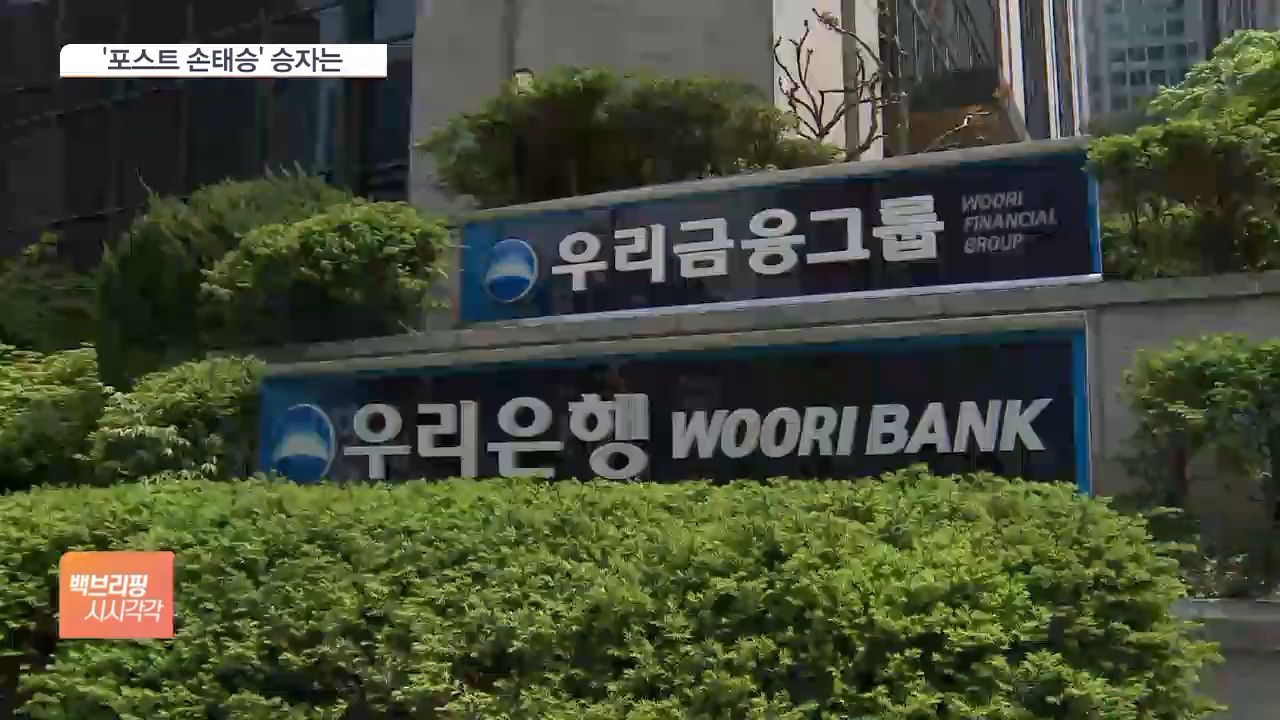 '포스트 손태승' 승자는
우리금융그룹
WOORI
FINANCIAL
GROUP
우리은행 WOORI BANK
백브리핑
시시각각